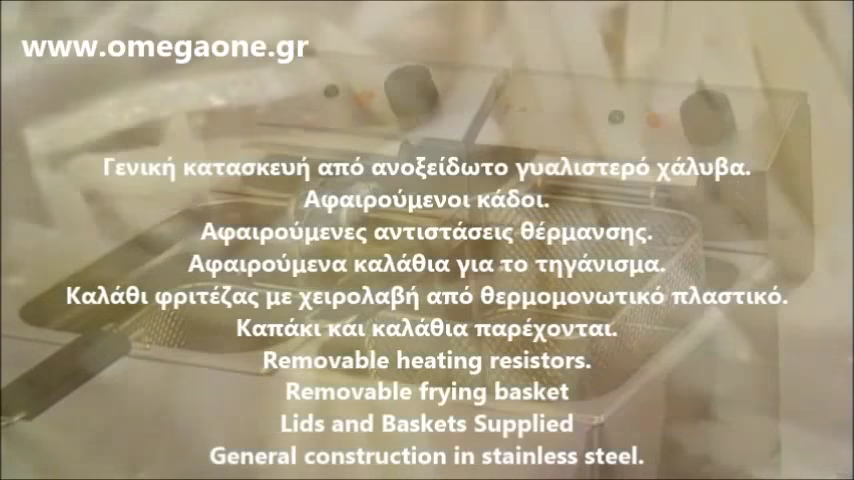 www.omegaone.gr
Γενική κατασκευή από ανοξείδωτο γυαλιστερό χάλυβα.
Αφαιρούμενοι κάδοι.
Αφαιρούμενες αντιστάσεις θέρμανσης.
Αφαιρούμενα καλάθια για το τηγάνισμα.
Καλάθι φριτέζας με χειρολαβή από θερμομονωτικό πλαστικό.
Καπάκι και καλάθια παρέχονται.
Removable heating resistors.
Removable frying basket
Lids and Baskets Supplied
General construction in stainless steel.